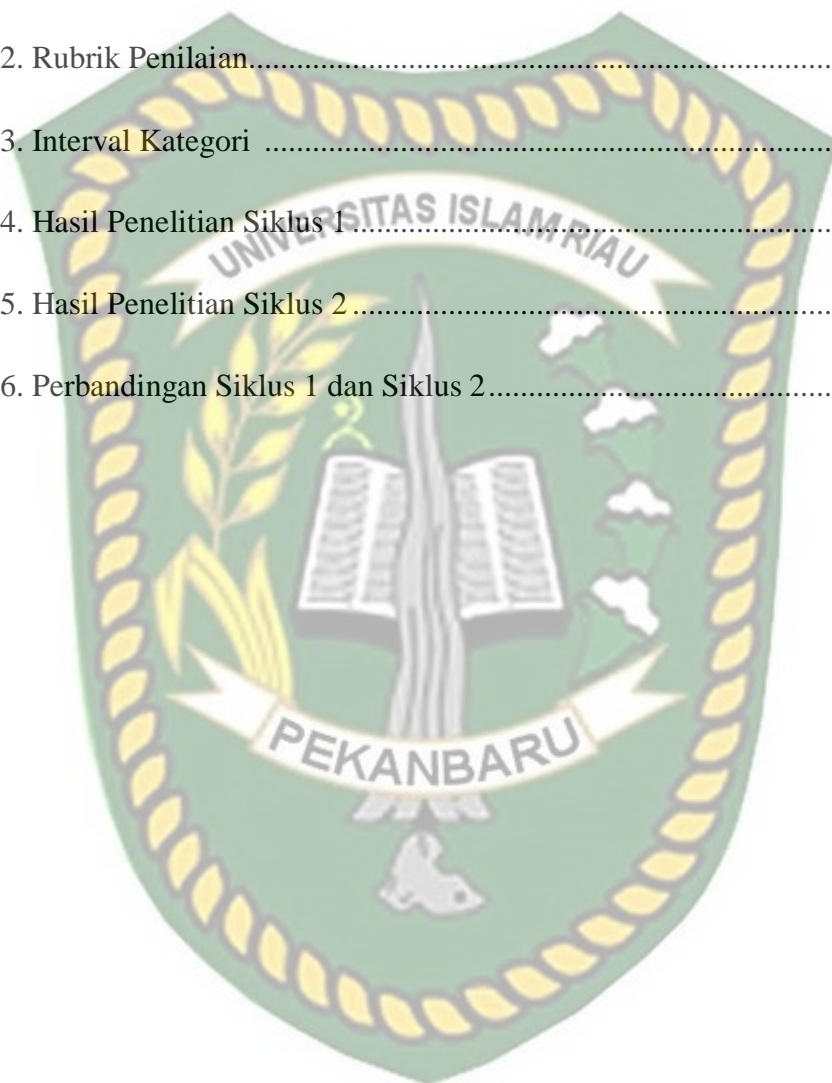 2. Rubrik Penilaian................................................................................
3. Interval Kategori ..............................................................................
UNIVERSITAS ISLAM RIAU
4. Hasil Penelitian Siklus 1..................................................................
5. Hasil Penelitian Siklus 2 .................................................................
6. Perbandingan Siklus 1 dan Siklus 2...............................................
PEKANBARU